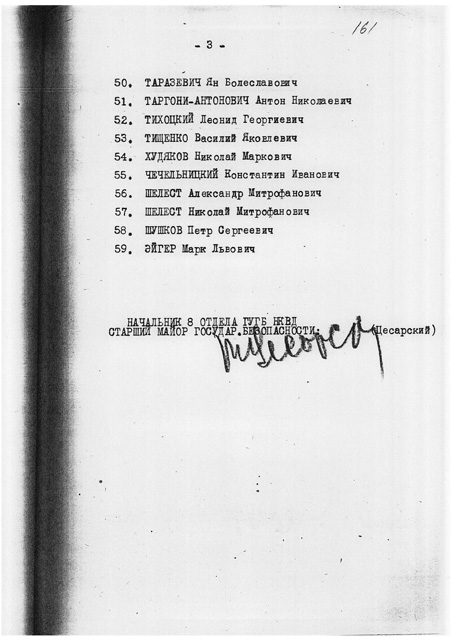 161
- 3 -
50. ТАРАЗЕВИЧ Ян Болеславович
51. ТАРГОНИ-АНТОНОВИЧ Антон Николаевич
52. ТИХОЦКИЙ Леонид Георгиевич
53. ТИЩЕНКО Василий Яковлевич
54. ХУДЯКОВ Николай Маркович
55. ЧЕЧЕЛЬНИЦКИЙ Константин Иванович
56. ШЕЛЕСТ Александр Митрофанович
57. ШЕЛЕСТ Николай Митрофанович
58. ШУШКОВ Петр Сергеевич
59. ЭЙГЕР Марк Львович
НАЧАЛЬНИК 8 ОТДЕЛА ГУГБ НКВД
СТАРШИЙ МАЙОР ГОСУДАР.БЕЗОПАСНОСТИ: (Цесарский)